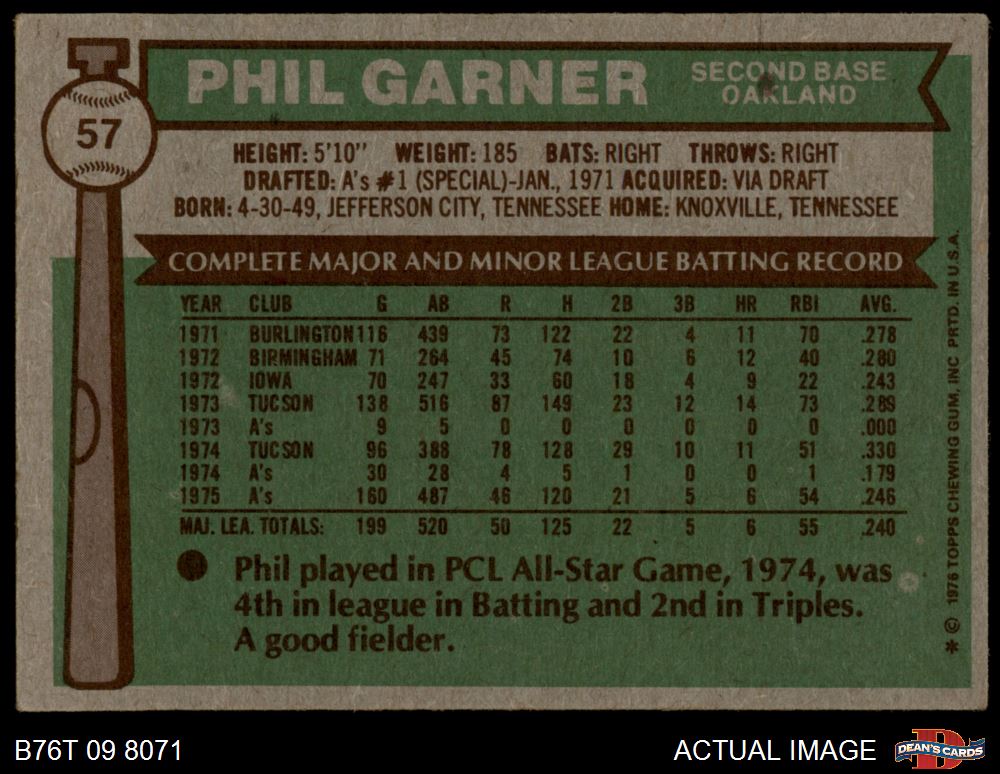 PHIL GARNER
SECOND BASE
OAKLAND
57
HEIGHT: 5'10" WEIGHT: 185 BATS: RIGHT THROWS: RIGHT
DRAFTED: A's #1 (SPECIAL)-JAN., 1971 ACQUIRED: VIA DRAFT
BORN: 4-30-49, JEFFERSON CITY, TENNESSEE HOME: KNOXVILLE, TENNESSEE
COMPLETE MAJOR AND MINOR LEAGUE BATTING RECORD
YEAR CLUB G AB R H 2B 3B HR RBI AVG.
1971 BURLINGTON 116 439 73 122 22 4 11 70 .278
1972 BIRMINGHAM 71 264 45 74 10 6 12 40 .280
1972 IOWA 70 247 33 60 18 4 9 22 .243
1973 TUCSON 138 516 87 149 23 12 14 73 .289
1973 A's 9 5 0 0 0 0 0 0 .000
1974 TUCSON 96 388 78 128 29 10 11 51 .330
1974 A's 30 28 4 5 1 0 0 1 .179
1975 A's 160 487 46 120 21 5 6 54 .246
MAJ. LEA. TOTALS: 199 520 50 125 22 5 6 55 .240
Phil played in PCL All-Star Game, 1974, was
4th in league in Batting and 2nd in Triples.
A good fielder.
* © 1976 TOPPS CHEWING GUM, INC PRTD. IN U.S.A.
B76T 09 8071
ACTUAL IMAGE
DEAN'S CARDS